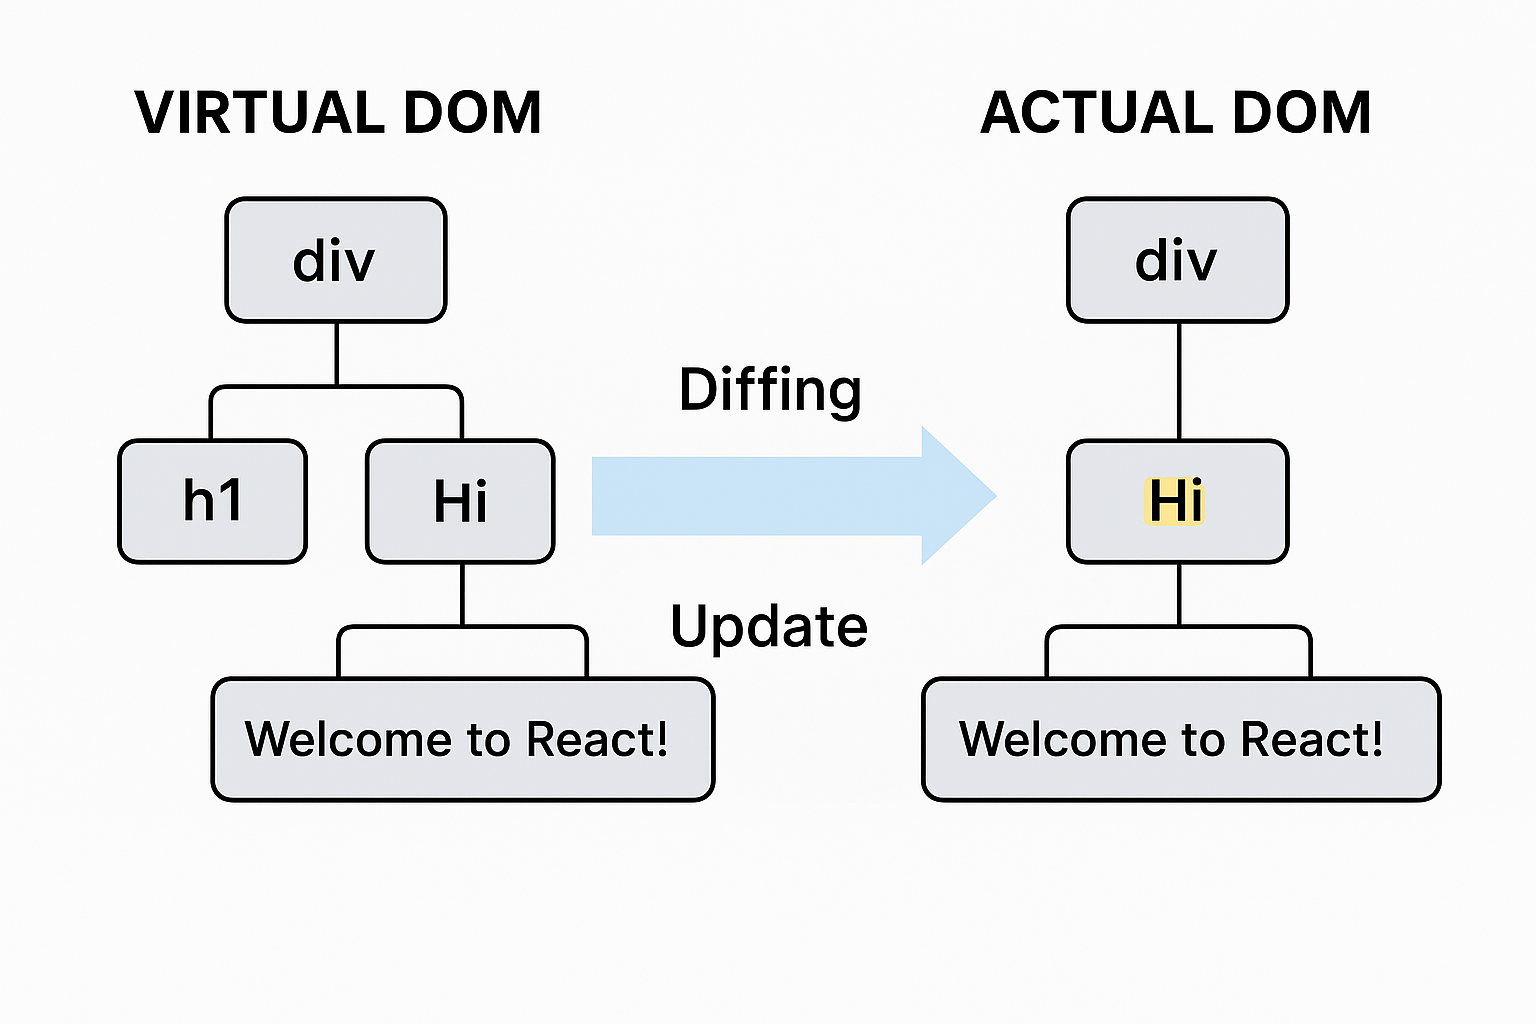 VIRTUAL DOM
ACTUAL DOM
div
div
Diffing
h1
Hi
Hi
Update
Welcome to React!
Welcome to React!